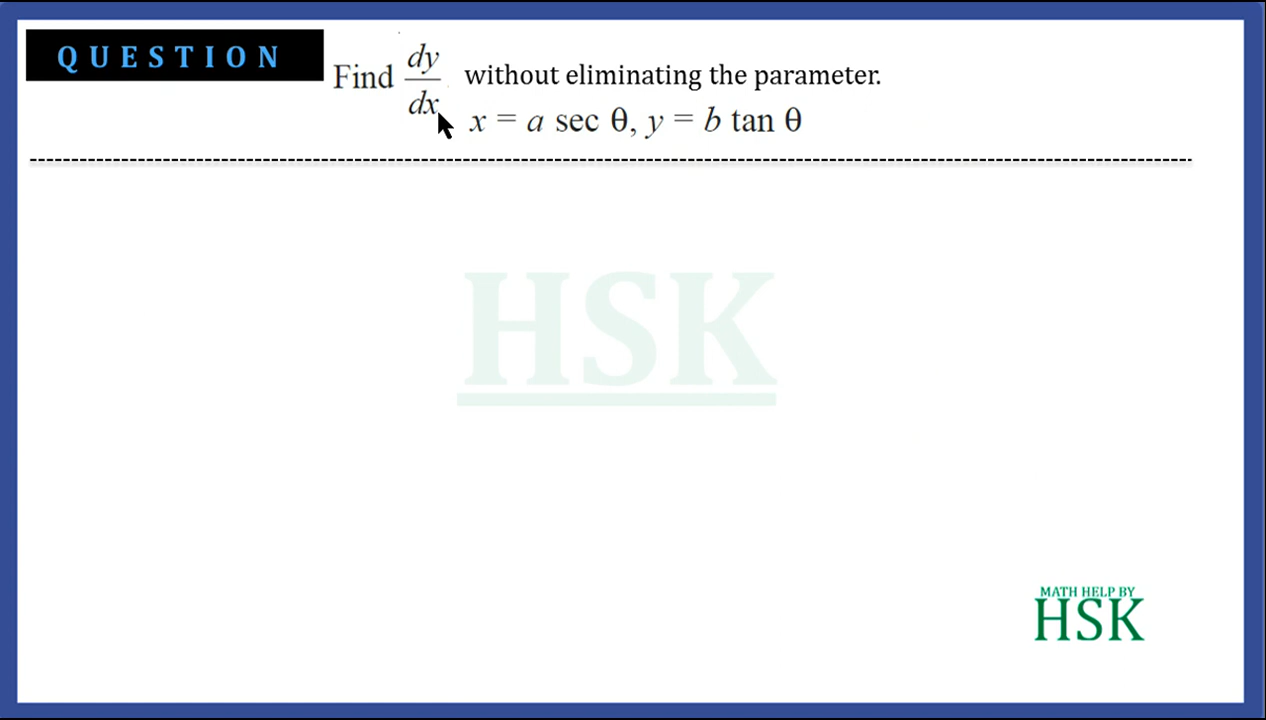 QUESTION
Find dy/dx without eliminating the parameter.
x = a sec θ, y = b tan θ
HSK
MATH HELP BY
HSK